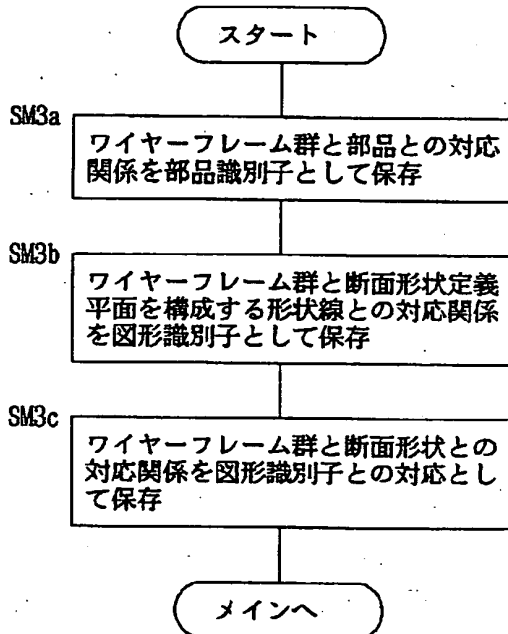 スタート
SM3a
ワイヤーフレーム群と部品との対応
関係を部品識別子として保存
SM3b
ワイヤーフレーム群と断面形状定義
平面を構成する形状線との対応関係
を図形識別子として保存
SM3c
ワイヤーフレーム群と断面形状との
対応関係を図形識別子との対応とし
て保存
メインへ